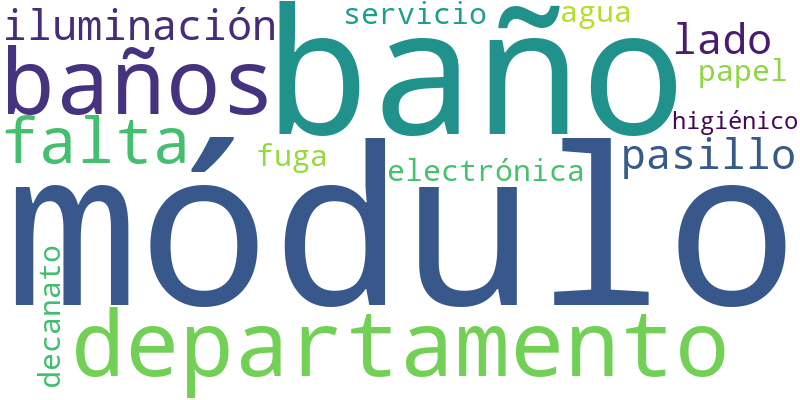 iluminación
servicio
agua
baños
baño
lado
papel
falta
fuga
electrónica
higiénico
pasillo
módulo
decanato
departamento